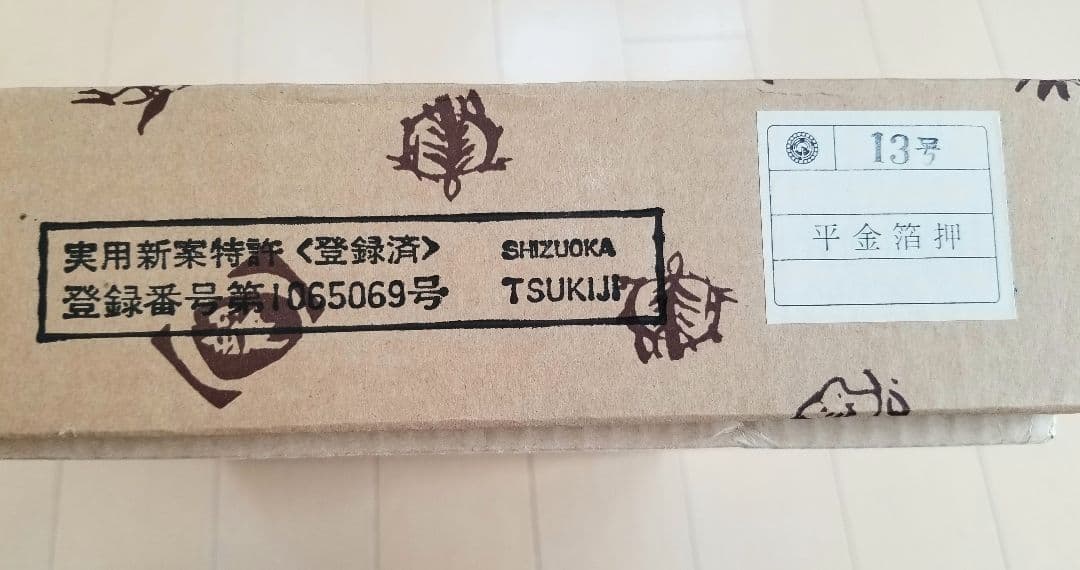 実用新案特許〈登録済〉 SHIZUOKA
登録番号第1065069号 TSUKIJI
13号
平金箔押